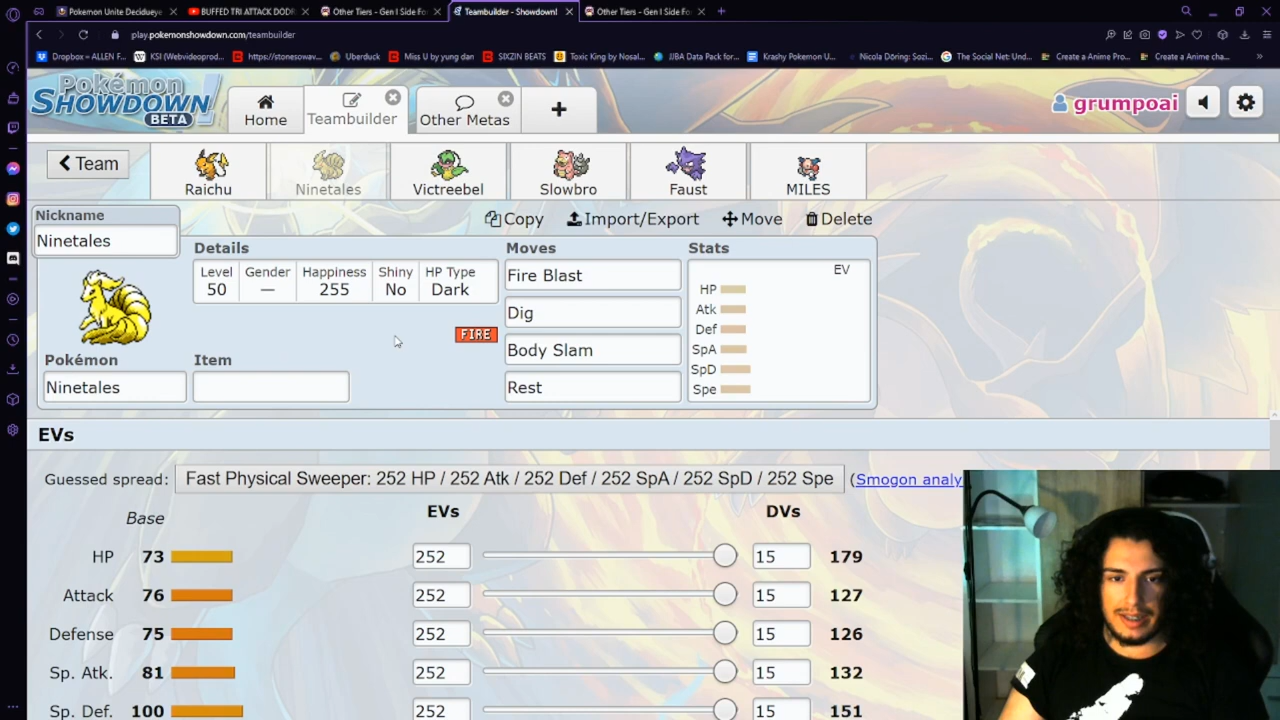 Pokemon Unite Decidueye
BUFFED TRI ATTACK DODR
Other Tiers - Gen I Side Fo
Teambuilder - Showdown!
Other Tiers - Gen I Side Fo
play.pokemonshowdown.com/teambuilder
Dropbox – ALLEN F...
KSI (Webvideoprod...
https://stonesowav...
Uberduck
Miss U by yung dan
SIXZIN BEATS
Toxic King by Nosal...
JJBA Data Pack for...
Krashy Pokemon U...
Nicola Döring: Sozi...
The Social Net: Und...
Create a Anime Pro...
Create a Anime cha...
Pokémon
SHOWDOWN
BETA
Home
Teambuilder
Other Metas
grumpoai
Team
Raichu
Ninetales
Victreebel
Slowbro
Faust
MILES
Nickname
Ninetales
Copy
Import/Export
Move
Delete
Details
Moves
Stats
Level
Gender
Happiness
Shiny
HP Type
50
—
255
No
Dark
FIRE
Fire Blast
Dig
Body Slam
Rest
EV
HP
Atk
Def
SpA
SpD
Spe
Pokémon
Item
Ninetales
EVs
Guessed spread: Fast Physical Sweeper: 252 HP / 252 Atk / 252 Def / 252 SpA / 252 SpD / 252 Spe (Smogon analy
Base EVs DVs
HP 73 252 15 179
Attack 76 252 15 127
Defense 75 252 15 126
Sp. Atk. 81 252 15 132
Sp. Def. 100 252 15 151